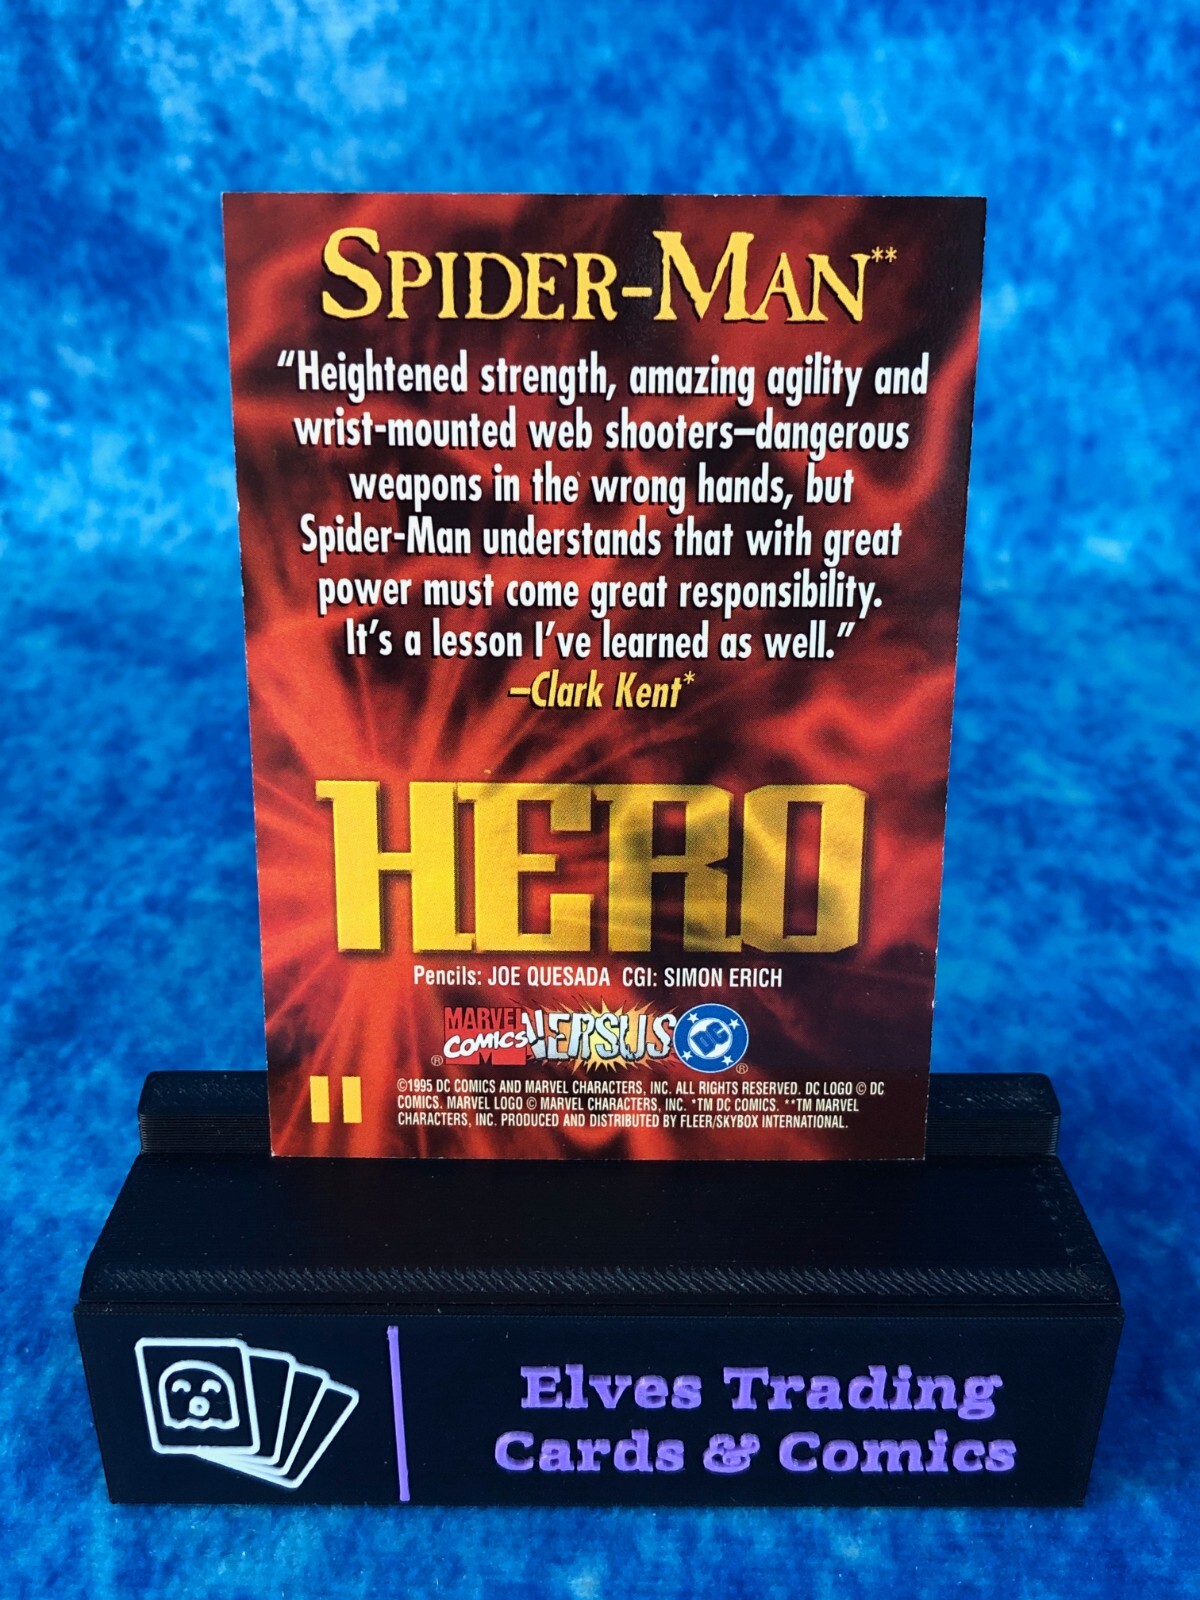 SPIDER-MAN**
“Heightened strength, amazing agility and
wrist-mounted web shooters–dangerous
weapons in the wrong hands, but
Spider-Man understands that with great
power must come great responsibility.
It’s a lesson I’ve learned as well.”
–Clark Kent*
HERO
Pencils: JOE QUESADA CGI: SIMON ERICH
MARVEL COMICS ® VERSUS DC ®
11
©1995 DC COMICS AND MARVEL CHARACTERS, INC. ALL RIGHTS RESERVED. DC LOGO © DC
COMICS. MARVEL LOGO © MARVEL CHARACTERS, INC. *TM DC COMICS. **TM MARVEL
CHARACTERS, INC. PRODUCED AND DISTRIBUTED BY FLEER/SKYBOX INTERNATIONAL.
Elves Trading
Cards & Comics